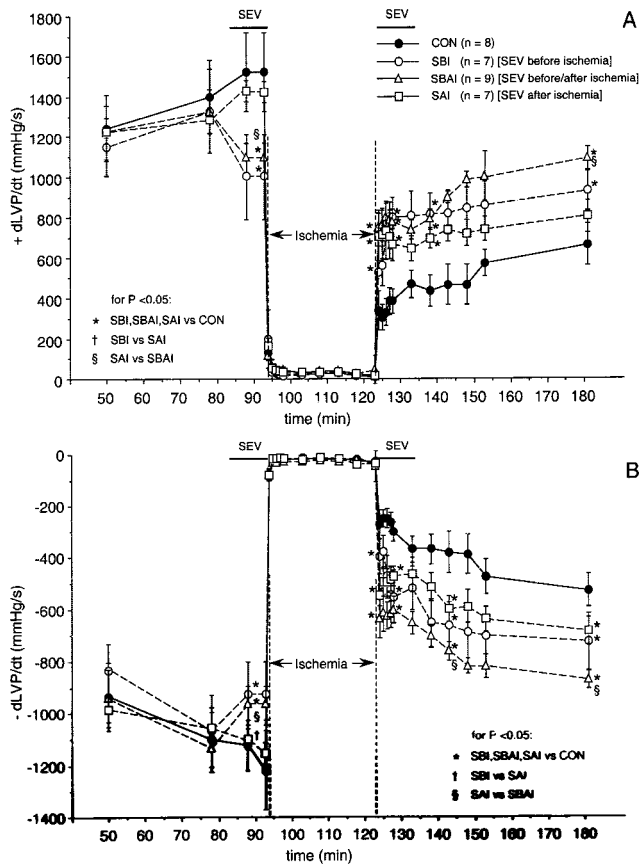 SEV
SEV
A
1800
1600
1400
1200
1000
800
600
400
200
0
+ dLVP/dt (mmHg/s)
CON (n = 8)
SBI (n = 7) [SEV before ischemia]
SBAI (n = 9) [SEV before/after ischemia]
SAI (n = 7) [SEV after ischemia]
§
*
*
Ischemia
for P <0.05:
* SBI,SBAI,SAI vs CON
† SBI vs SAI
§ SAI vs SBAI
50 60 70 80 90 100 110 120 130 140 150 160 170 180
time (min)
SEV
SEV
B
0
-200
-400
-600
-800
-1000
-1200
-1400
- dLVP/dt (mmHg/s)
Ischemia
*
*
§
†
for P <0.05:
* SBI,SBAI,SAI vs CON
† SBI vs SAI
§ SAI vs SBAI
50 60 70 80 90 100 110 120 130 140 150 160 170 180
time (min)